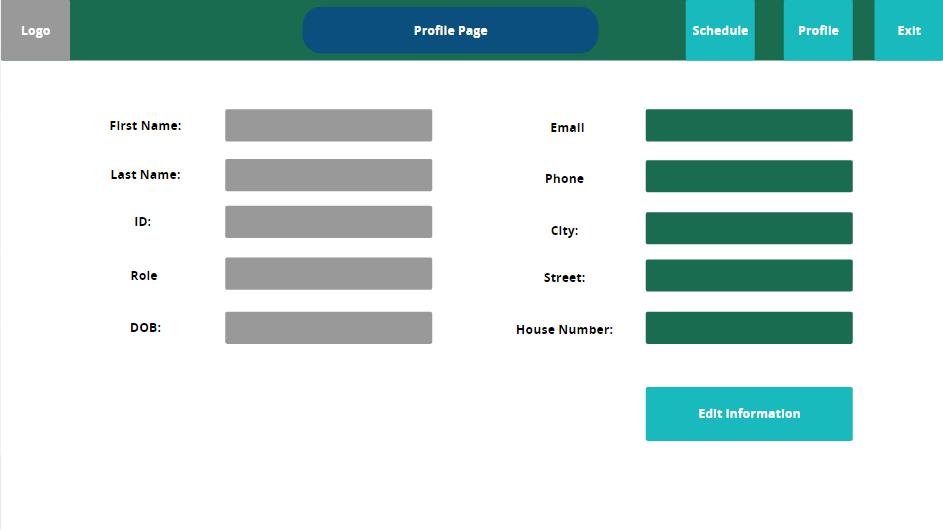 Logo
Profile Page
Schedule
Profile
Exit
First Name:
Email
Last Name:
Phone
ID:
City:
Role
Street:
DOB:
House Number:
Edit Information